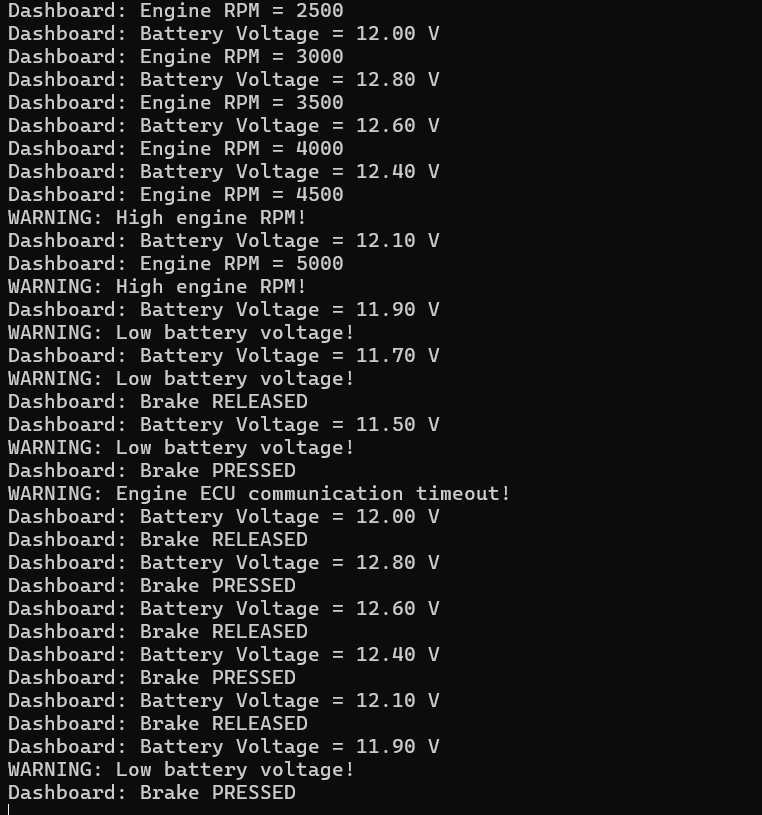 Dashboard: Engine RPM = 2500
Dashboard: Battery Voltage = 12.00 V
Dashboard: Engine RPM = 3000
Dashboard: Battery Voltage = 12.80 V
Dashboard: Engine RPM = 3500
Dashboard: Battery Voltage = 12.60 V
Dashboard: Engine RPM = 4000
Dashboard: Battery Voltage = 12.40 V
Dashboard: Engine RPM = 4500
WARNING: High engine RPM!
Dashboard: Battery Voltage = 12.10 V
Dashboard: Engine RPM = 5000
WARNING: High engine RPM!
Dashboard: Battery Voltage = 11.90 V
WARNING: Low battery voltage!
Dashboard: Battery Voltage = 11.70 V
WARNING: Low battery voltage!
Dashboard: Brake RELEASED
Dashboard: Battery Voltage = 11.50 V
WARNING: Low battery voltage!
Dashboard: Brake PRESSED
WARNING: Engine ECU communication timeout!
Dashboard: Battery Voltage = 12.00 V
Dashboard: Brake RELEASED
Dashboard: Battery Voltage = 12.80 V
Dashboard: Brake PRESSED
Dashboard: Battery Voltage = 12.60 V
Dashboard: Brake RELEASED
Dashboard: Battery Voltage = 12.40 V
Dashboard: Brake PRESSED
Dashboard: Battery Voltage = 12.10 V
Dashboard: Brake RELEASED
Dashboard: Battery Voltage = 11.90 V
WARNING: Low battery voltage!
Dashboard: Brake PRESSED